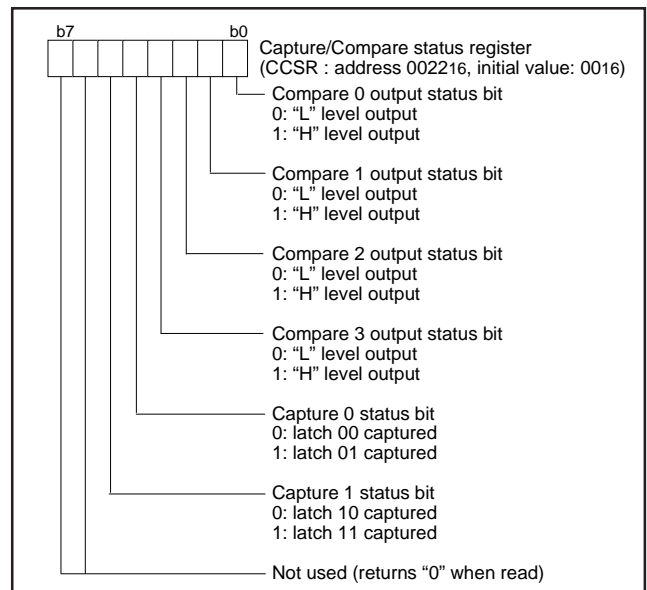 b7 b0
Capture/Compare status register
(CCSR : address 002216, initial value: 0016)
Compare 0 output status bit
0: “L” level output
1: “H” level output
Compare 1 output status bit
0: “L” level output
1: “H” level output
Compare 2 output status bit
0: “L” level output
1: “H” level output
Compare 3 output status bit
0: “L” level output
1: “H” level output
Capture 0 status bit
0: latch 00 captured
1: latch 01 captured
Capture 1 status bit
0: latch 10 captured
1: latch 11 captured
Not used (returns “0” when read)